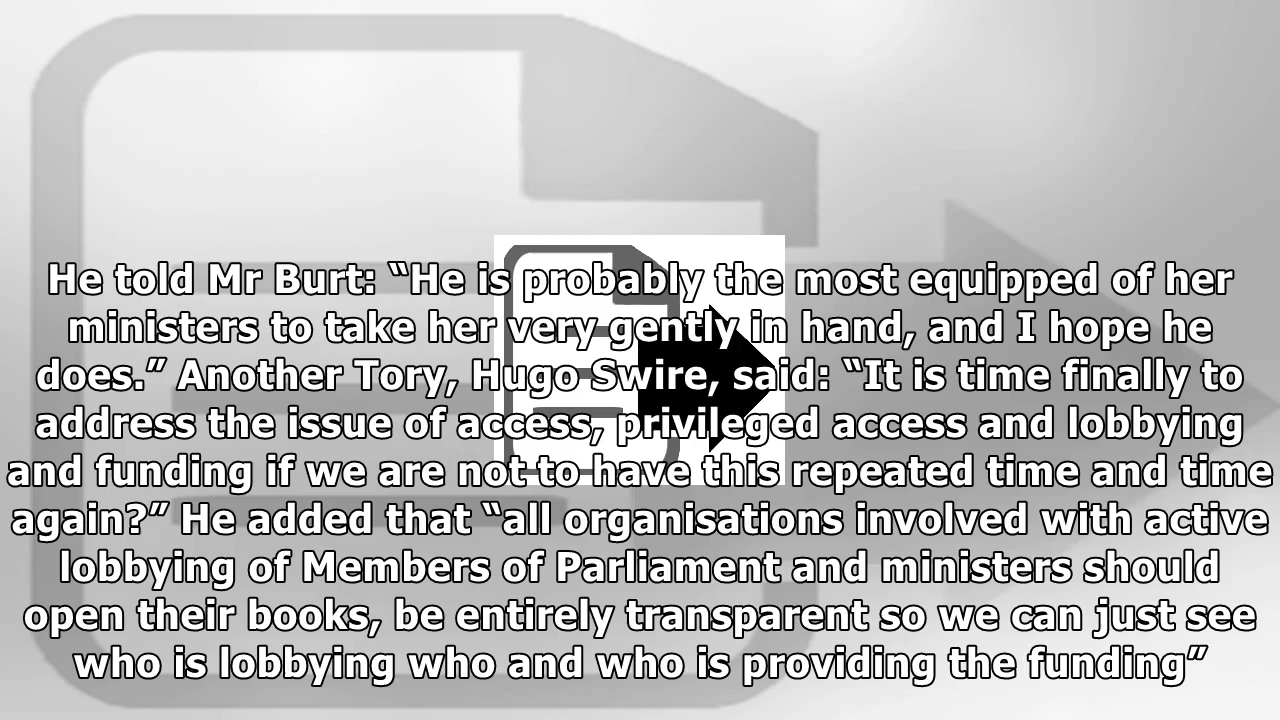 He told Mr Burt: “He is probably the most equipped of her
ministers to take her very gently in hand, and I hope he
does.” Another Tory, Hugo Swire, said: “It is time finally to
address the issue of access, privileged access and lobbying
and funding if we are not to have this repeated time and time
again?” He added that “all organisations involved with active
lobbying of Members of Parliament and ministers should
open their books, be entirely transparent so we can just see
who is lobbying who and who is providing the funding”